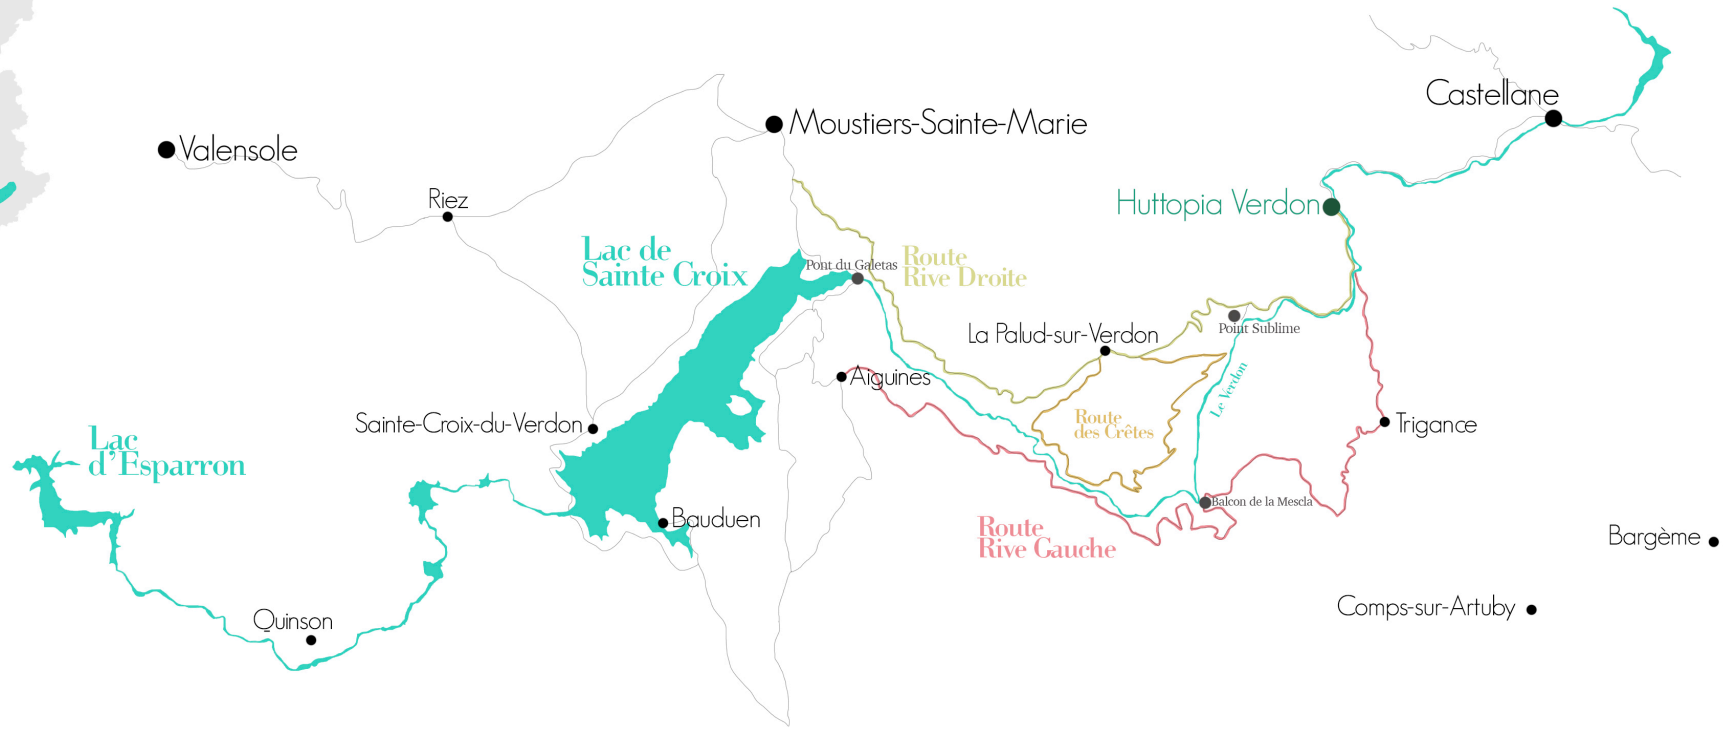 Castellane
Moustiers-Sainte-Marie
Valensole
Riez
Huttopia Verdon
Lac de
Sainte Croix
Pont du Galetas
Route
Rive Droite
Point Sublime
La Palud-sur-Verdon
Aiguines
Le Verdon
Route
des Crêtes
Sainte-Croix-du-Verdon
Trigance
Lac
d'Esparron
Balcon de la Mescla
Bauduen
Route
Rive Gauche
Bargème
Comps-sur-Artuby
Quinson